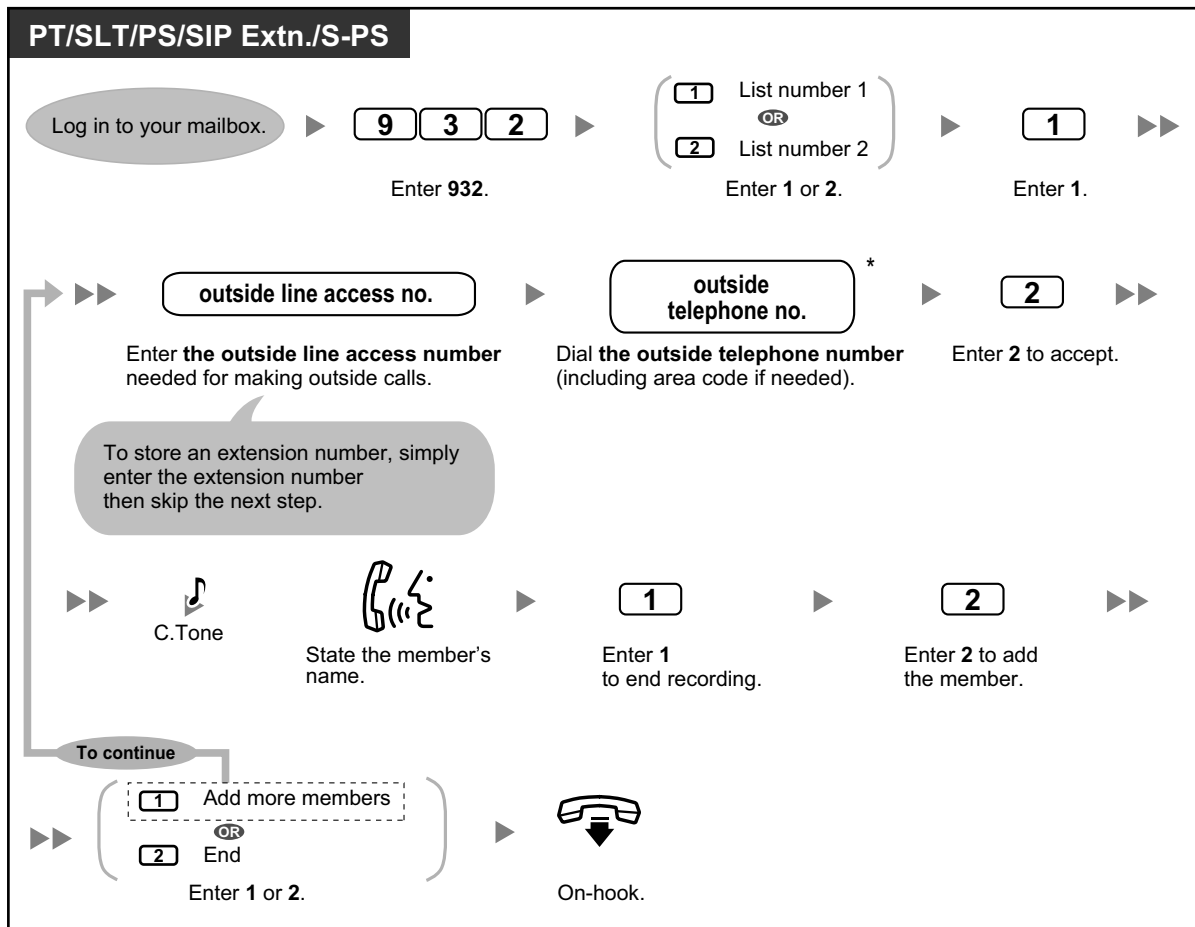 PT/SLT/PS/SIP Extn./S-PS
Log in to your mailbox.
9 3 2
Enter 932.
1 List number 1
OR
2 List number 2
Enter 1 or 2.
1
Enter 1.
outside line access no.
Enter the outside line access number
needed for making outside calls.
To store an extension number, simply
enter the extension number
then skip the next step.
outside
telephone no.
*
Dial the outside telephone number
(including area code if needed).
2
Enter 2 to accept.
C.Tone
State the member's
name.
1
Enter 1
to end recording.
2
Enter 2 to add
the member.
To continue
1 Add more members
OR
2 End
Enter 1 or 2.
On-hook.